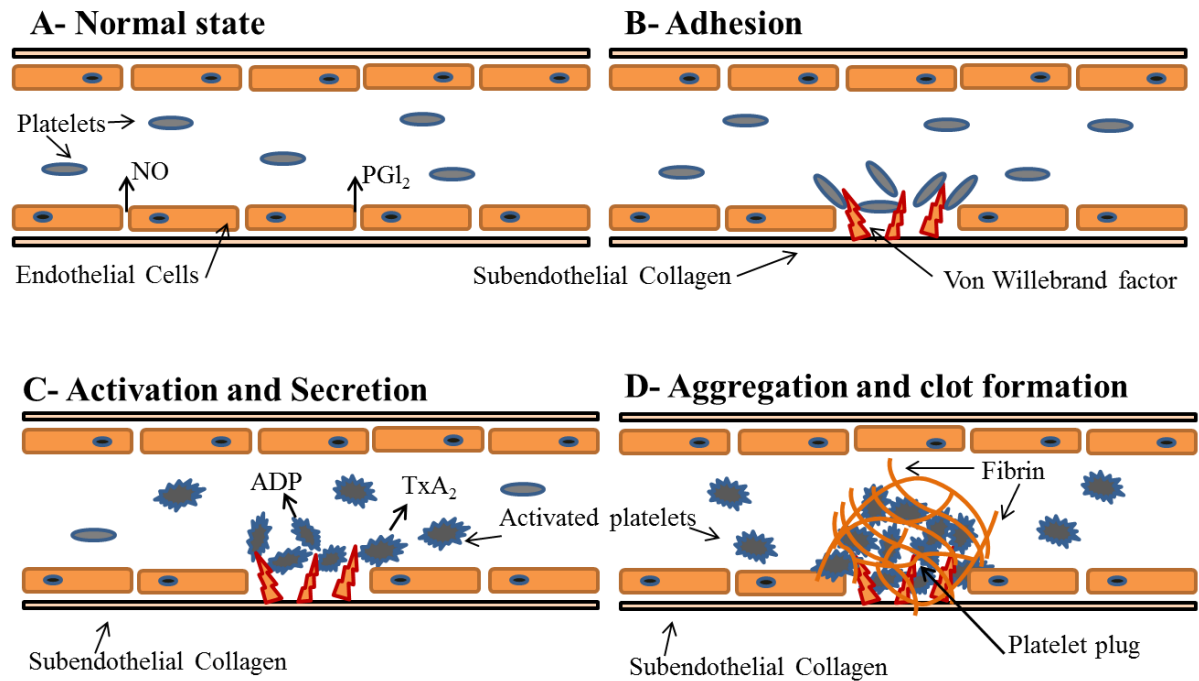 A- Normal state
Platelets
NO
PGl₂
Endothelial Cells
B- Adhesion
Subendothelial Collagen
Von Willebrand factor
C- Activation and Secretion
ADP
TxA₂
Activated platelets
Subendothelial Collagen
D- Aggregation and clot formation
Fibrin
Platelet plug
Subendothelial Collagen